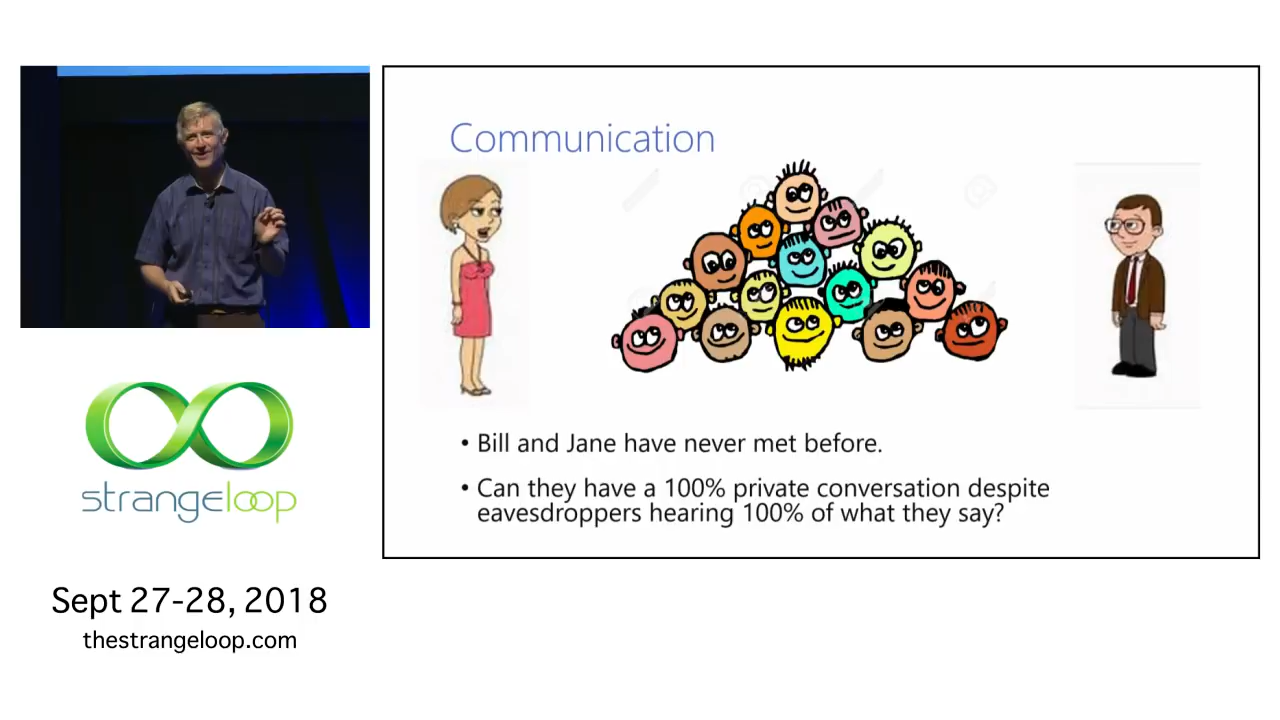 Communication
• Bill and Jane have never met before.
• Can they have a 100% private conversation despite
eavesdroppers hearing 100% of what they say?
strangeloop
Sept 27-28, 2018
thestrangeloop.com